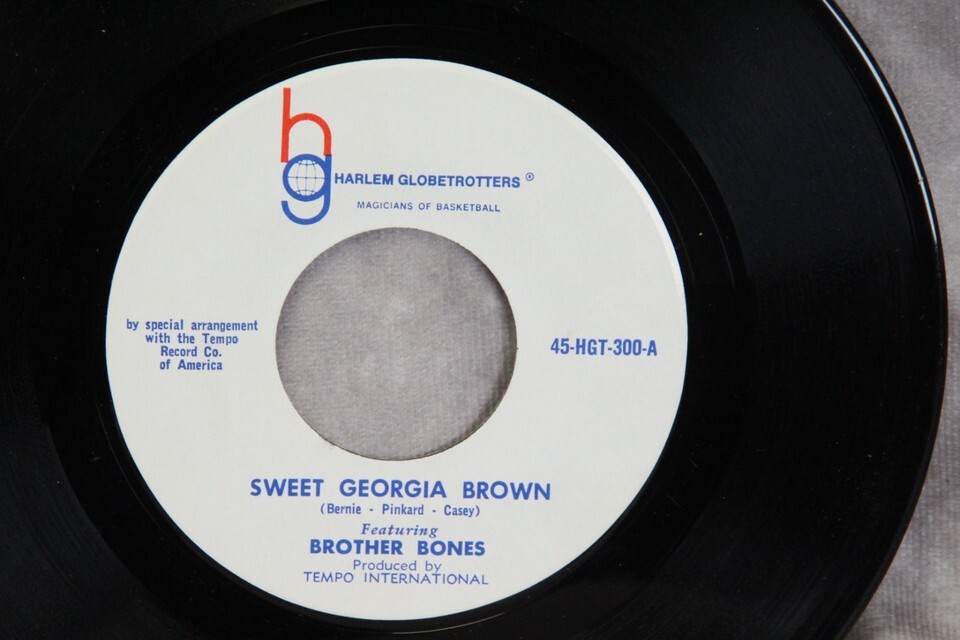 hg
HARLEM GLOBETROTTERS ®
MAGICIANS OF BASKETBALL
by special arrangement
with the Tempo
Record Co.
of America
45-HGT-300-A
SWEET GEORGIA BROWN
(Bernie - Pinkard - Casey)
Featuring
BROTHER BONES
Produced by
TEMPO INTERNATIONAL